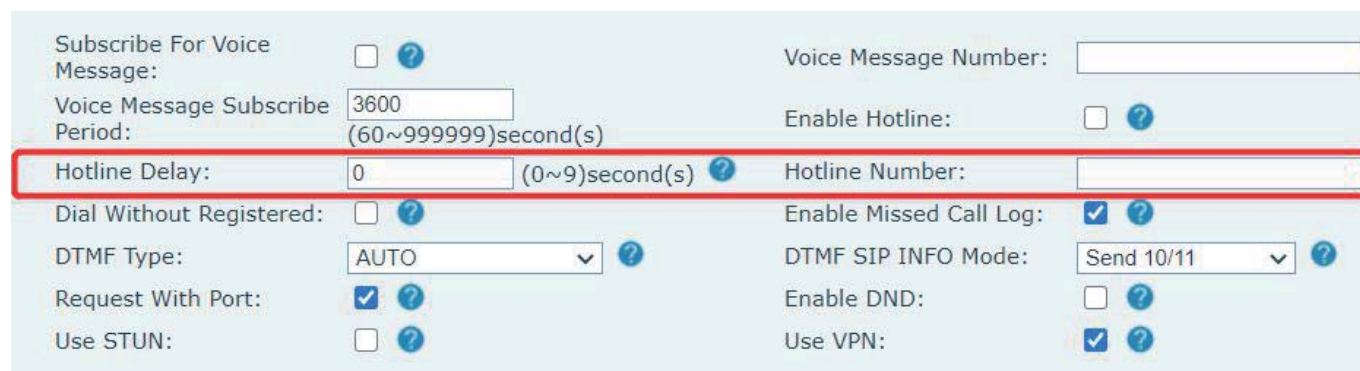 Subscribe For Voice
Message: ?
Voice Message Number:
Voice Message Subscribe
Period:
3600
(60~999999)second(s)
Enable Hotline: ?
Hotline Delay: 0 (0~9)second(s) ? Hotline Number:
Dial Without Registered: ? Enable Missed Call Log: ?
DTMF Type: AUTO ? DTMF SIP INFO Mode: Send 10/11 ?
Request With Port: ? Enable DND: ?
Use STUN: ? Use VPN: ?